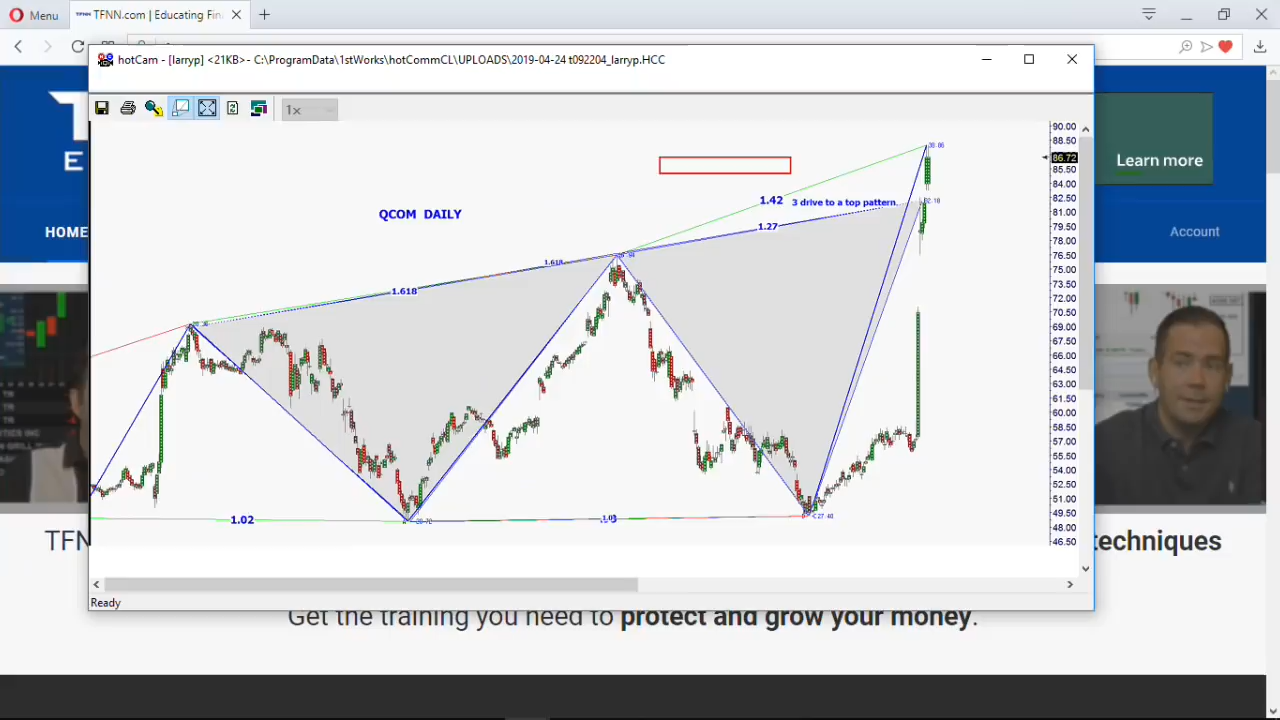 Menu
TFNN.com | Educating Fin
hotCam - [larryp] <21KB> - C:\ProgramData\1stWorks\hotCommCL\UPLOADS\2019-04-24 t092204_larryp.HCC
1x
90.00
88.50
86.72
85.50
84.00
82.50
81.00
79.50
78.00
76.50
75.00
73.50
72.00
70.50
69.00
67.50
66.00
64.50
63.00
61.50
60.00
58.50
57.00
55.50
54.00
52.50
51.00
49.50
48.00
46.50
QCOM DAILY
1.42
3 drive to a top pattern.
1.27
1.618
1.618
1.02
Ready
Learn more
HOME
Account
TFN
techniques
Get the training you need to protect and grow your money.